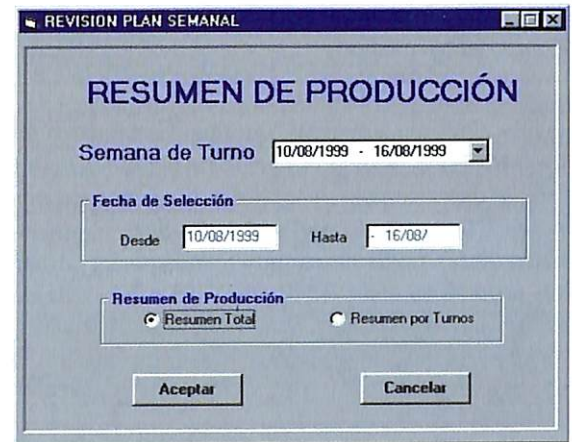 REVISION PLAN SEMANAL
RESUMEN DE PRODUCCIÓN
Semana de Turno 10/08/1999 - 16/08/1999
Fecha de Selección
Desde 10/08/1999 Hasta - 16/08/
Resumen de Producción
Resumen Total Resumen por Turnos
Aceptar Cancelar